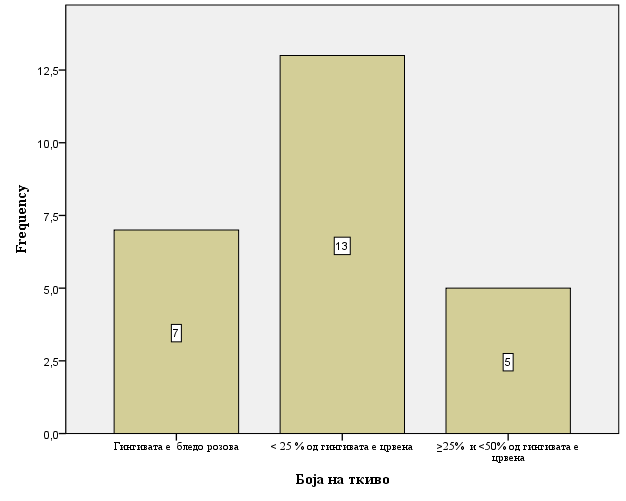 Frequency
12,5
10,0
7,5
5,0
2,5
0,0
7
13
5
Гингивата е бледо розова
< 25 % од гингивата е црвена
≥25% и <50% од гингивата е
црвена
Боја на ткиво